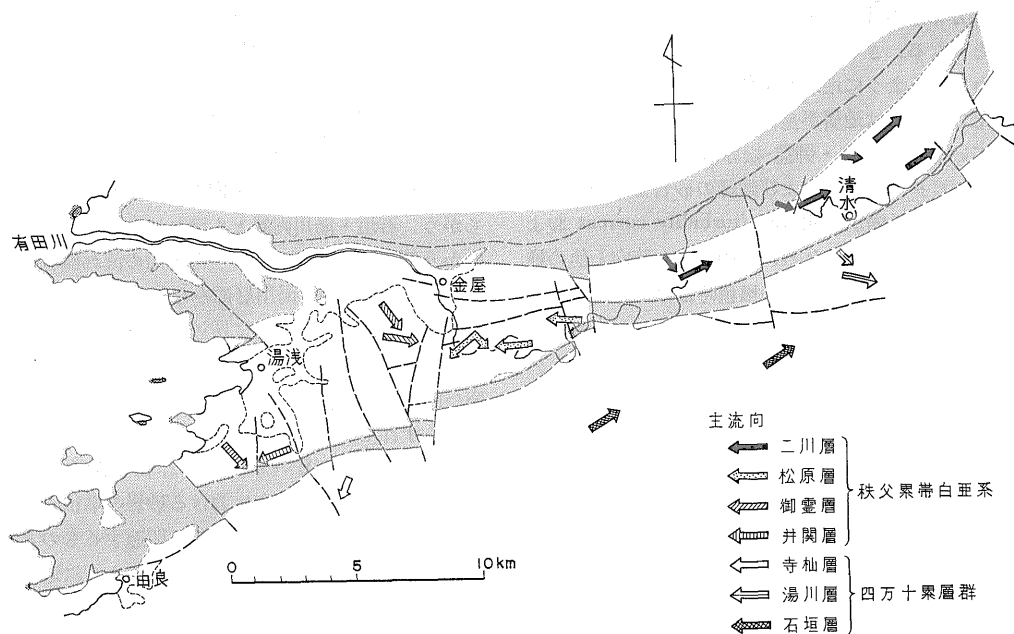 清水
有田川
金屋
湯浅
主流向
二川層
松原層
御霊層
井関層
秩父累帯白亜系
寺杣層
湯川層
石垣層
四万十累層群
0 5 10km
由良